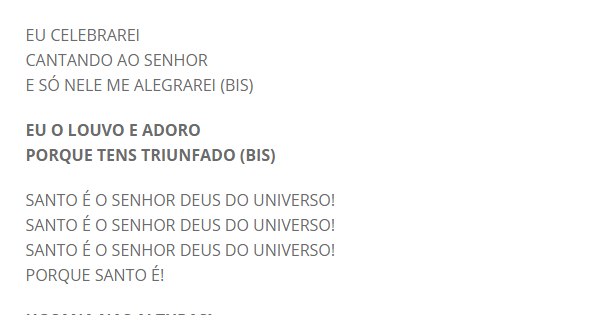 EU CELEBRAREI
CANTANDO AO SENHOR
E SÓ NELE ME ALEGRAREI (BIS)
EU O LOUVO E ADORO
PORQUE TENS TRIUNFADO (BIS)
SANTO É O SENHOR DEUS DO UNIVERSO!
SANTO É O SENHOR DEUS DO UNIVERSO!
SANTO É O SENHOR DEUS DO UNIVERSO!
PORQUE SANTO É!